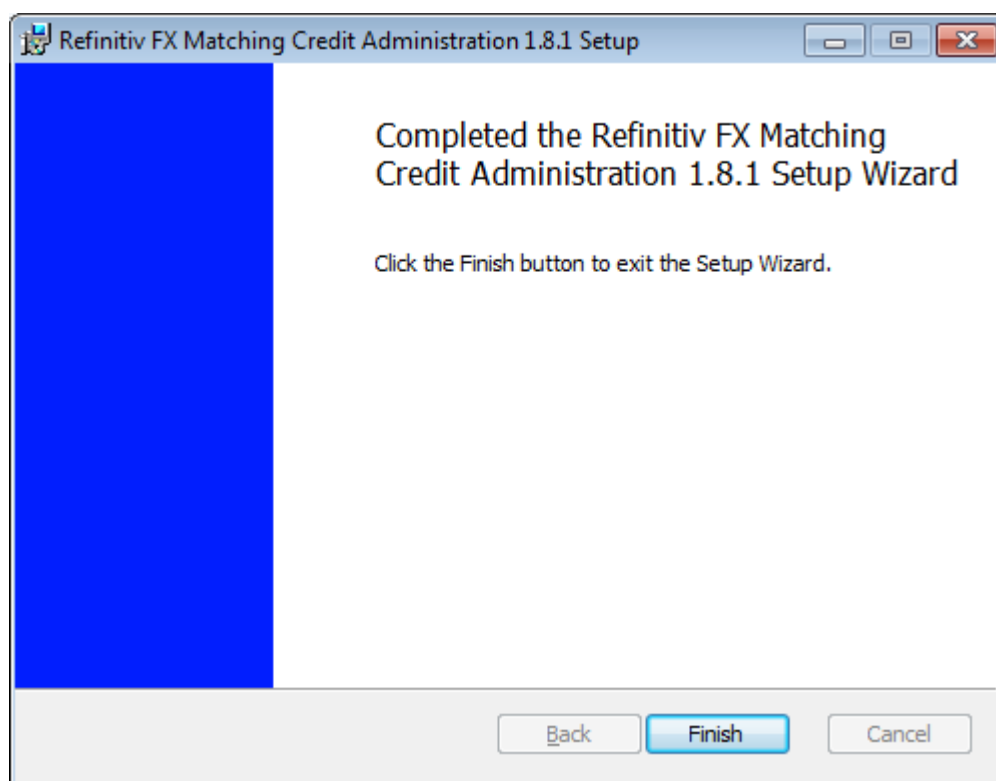 Refinitiv FX Matching Credit Administration 1.8.1 Setup
Completed the Refinitiv FX Matching
Credit Administration 1.8.1 Setup Wizard
Click the Finish button to exit the Setup Wizard.
Back Finish Cancel